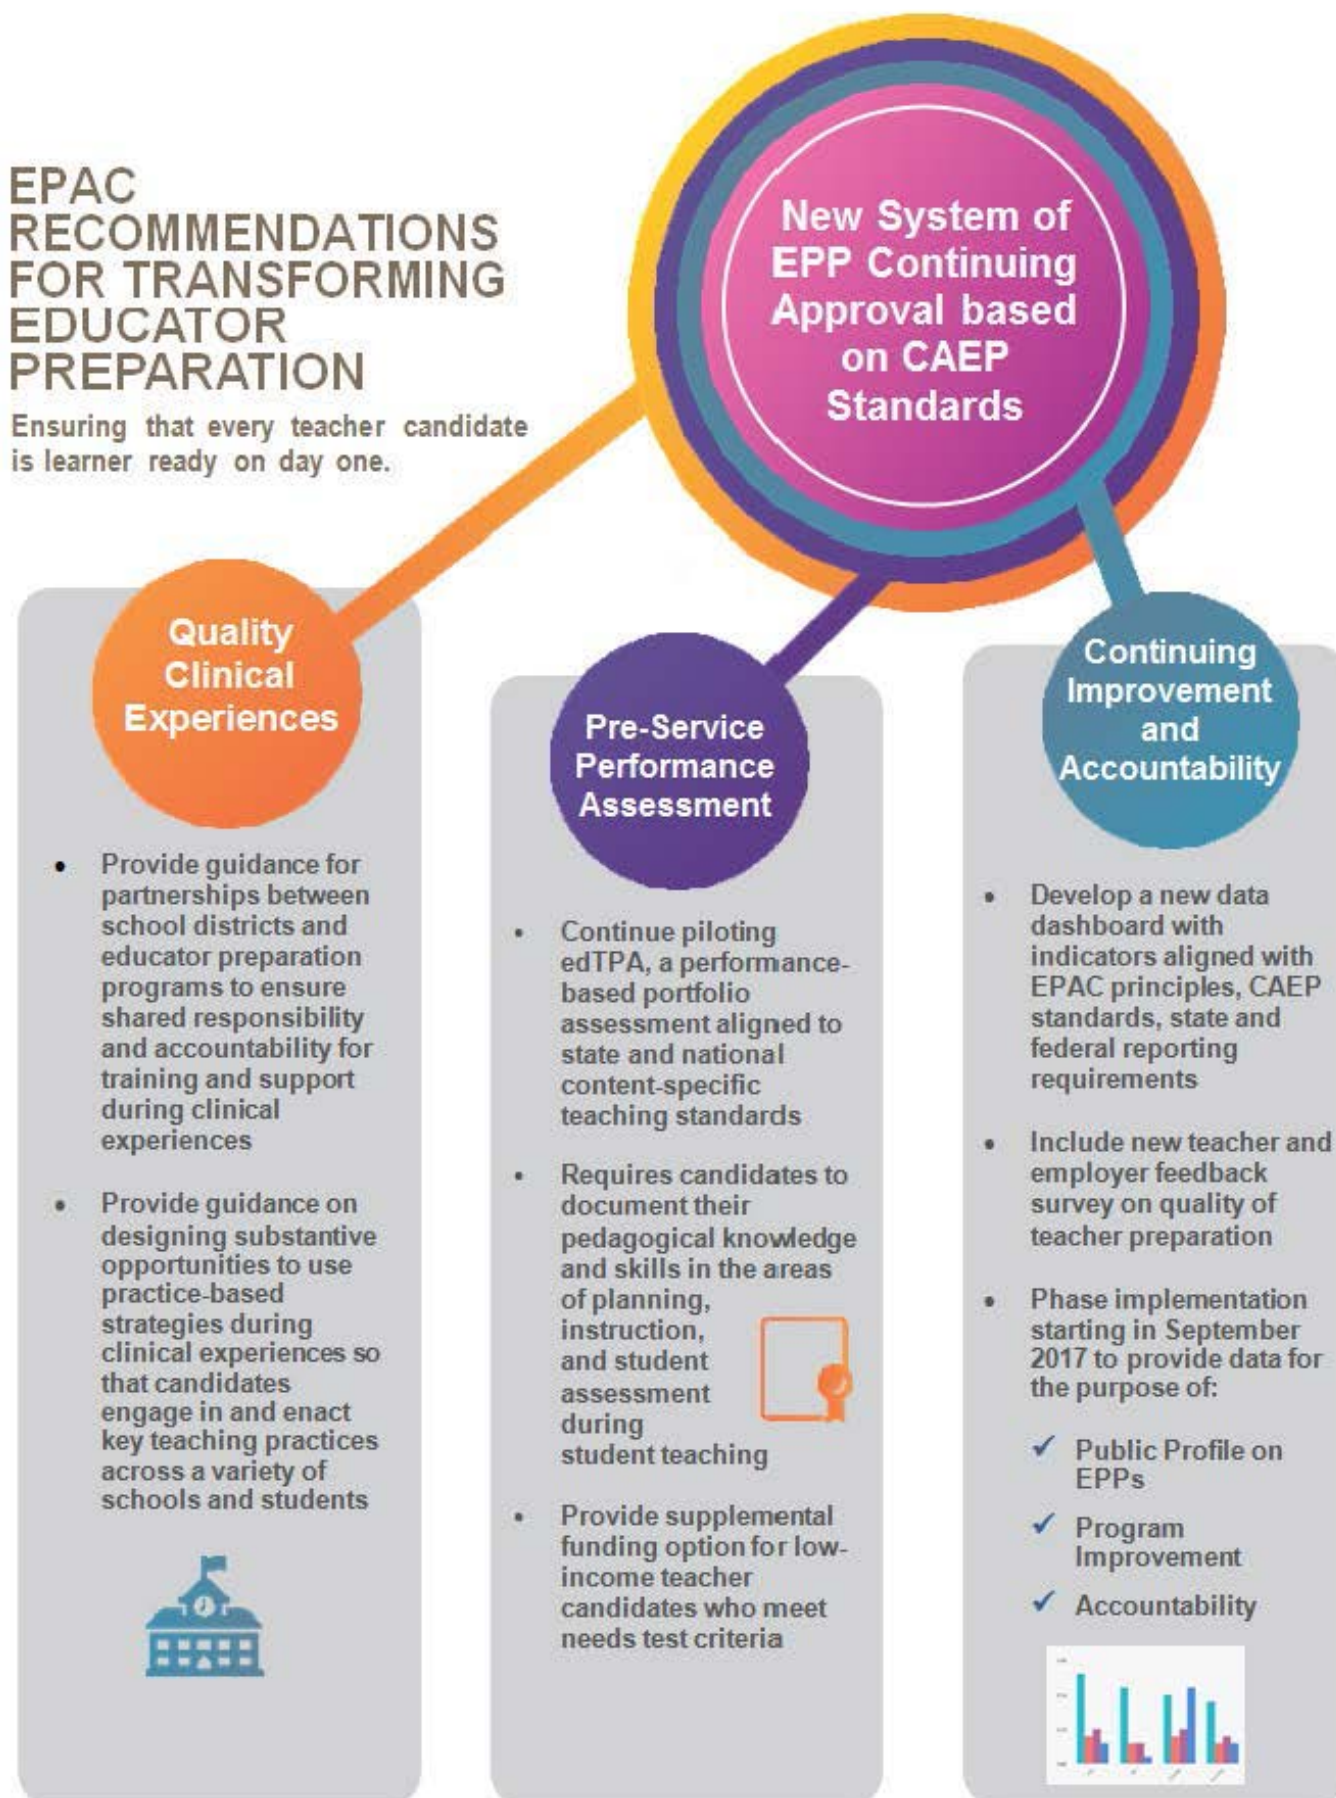 EPAC
RECOMMENDATIONS
FOR TRANSFORMING
EDUCATOR
PREPARATION
Ensuring that every teacher candidate
is learner ready on day one.
New System of
EPP Continuing
Approval based
on CAEP
Standards
Quality
Clinical
Experiences
• Provide guidance for
partnerships between
school districts and
educator preparation
programs to ensure
shared responsibility
and accountability for
training and support
during clinical
experiences
• Provide guidance on
designing substantive
opportunities to use
practice-based
strategies during
clinical experiences so
that candidates
engage in and enact
key teaching practices
across a variety of
schools and students
Pre-Service
Performance
Assessment
• Continue piloting
edTPA, a performance-
based portfolio
assessment aligned to
state and national
content-specific
teaching standards
• Requires candidates to
document their
pedagogical knowledge
and skills in the areas
of planning,
instruction,
and student
assessment
during
student teaching
• Provide supplemental
funding option for low-
income teacher
candidates who meet
needs test criteria
Continuing
Improvement
and
Accountability
• Develop a new data
dashboard with
indicators aligned with
EPAC principles, CAEP
standards, state and
federal reporting
requirements
• Include new teacher and
employer feedback
survey on quality of
teacher preparation
• Phase implementation
starting in September
2017 to provide data for
the purpose of:
✓ Public Profile on
EPPs
✓ Program
Improvement
✓ Accountability